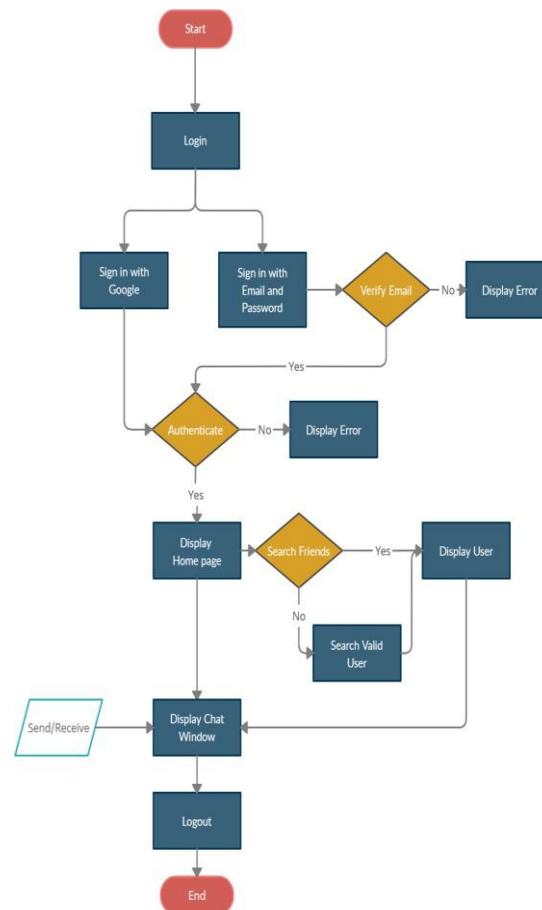 Start
Login
Sign in with
Google
Sign in with
Email and
Password
Verify Email
No
Display Error
Yes
Authenticate
No
Display Error
Yes
Display
Home page
Search Friends
Yes
Display User
No
Search Valid
User
Send/Receive
Display Chat
Window
Logout
End